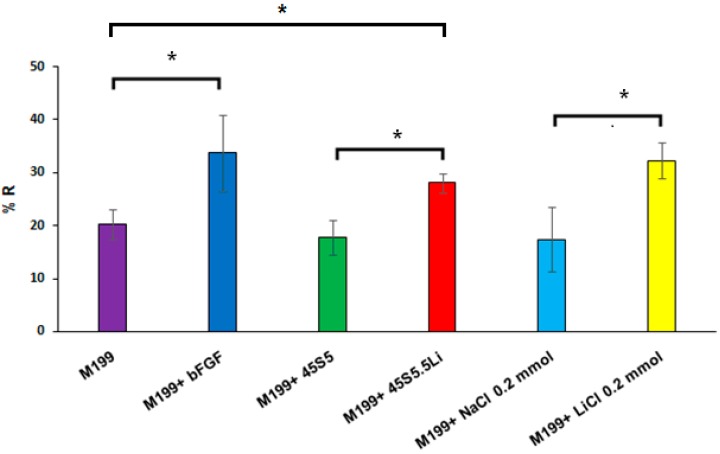 *
*
*
*
50
40
30
20
10
0
% R
M199
M199+ bFGF
M199+ 45S5
M199+ 45S5.5Li
M199+ NaCl 0.2 mmol
M199+ LiCl 0.2 mmol